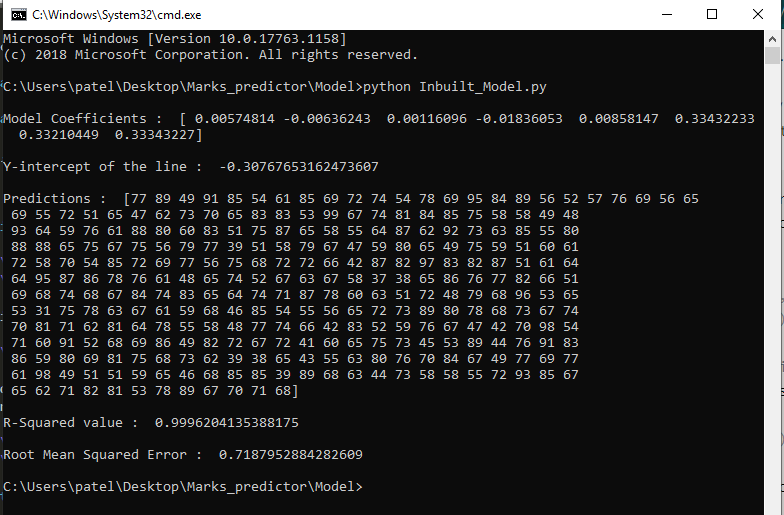 C:\Windows\System32\cmd.exe
Microsoft Windows [Version 10.0.17763.1158]
(c) 2018 Microsoft Corporation. All rights reserved.
C:\Users\patel\Desktop\Marks_predictor\Model>python Inbuilt_Model.py
Model Coefficients :  [ 0.00574814 -0.00636243  0.00116096 -0.01836053  0.00858147  0.33432233
  0.33210449  0.33343227]
Y-intercept of the line :  -0.30767653162473607
Predictions :  [77 89 49 91 85 54 61 85 69 72 74 54 78 69 95 84 89 56 52 57 76 69 56 65
 69 55 72 51 65 47 62 73 70 65 83 83 53 99 67 74 81 84 85 75 58 58 49 48
 93 64 59 76 61 88 80 60 83 51 75 87 65 58 55 64 87 62 92 73 63 85 55 80
 88 88 65 75 67 75 56 79 77 39 51 58 79 67 47 59 80 65 49 75 59 51 60 61
 72 58 70 54 85 72 69 77 56 75 68 72 72 66 42 87 82 97 83 82 87 51 61 64
 64 95 87 86 78 76 61 48 65 74 52 67 63 67 58 37 38 65 86 76 77 82 66 51
 69 68 74 68 67 84 74 83 65 64 74 71 87 78 60 63 51 72 48 79 68 96 53 65
 53 31 75 78 63 67 61 59 68 46 85 54 55 56 65 72 73 89 80 78 68 73 67 74
 70 81 71 62 81 64 78 55 58 48 77 74 66 42 83 52 59 76 67 47 42 70 98 54
 71 60 91 52 68 69 86 49 82 72 67 72 41 60 65 75 73 45 53 89 44 76 91 83
 86 59 80 69 81 75 68 73 62 39 38 65 43 55 63 80 76 70 84 67 49 77 69 77
 61 98 49 51 51 59 65 46 68 85 85 39 89 68 63 44 73 58 58 55 72 93 85 67
 65 62 71 82 81 53 78 89 67 70 71 68]
R-Squared value :  0.9996204135388175
Root Mean Squared Error :  0.7187952884282609
C:\Users\patel\Desktop\Marks_predictor\Model>